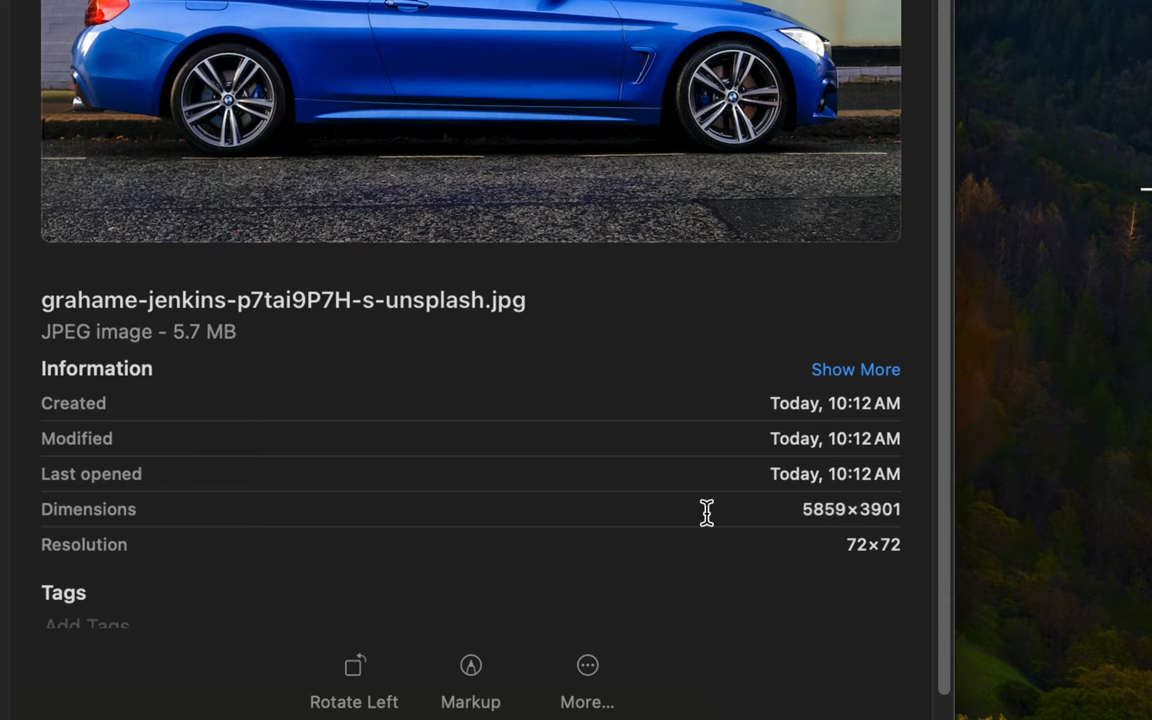 grahame-jenkins-p7tai9P7H-s-unsplash.jpg
JPEG image - 5.7 MB
Information Show More
Created Today, 10:12 AM
Modified Today, 10:12 AM
Last opened Today, 10:12 AM
Dimensions 5859×3901
Resolution 72×72
Tags
Add Tags
Rotate Left Markup More...